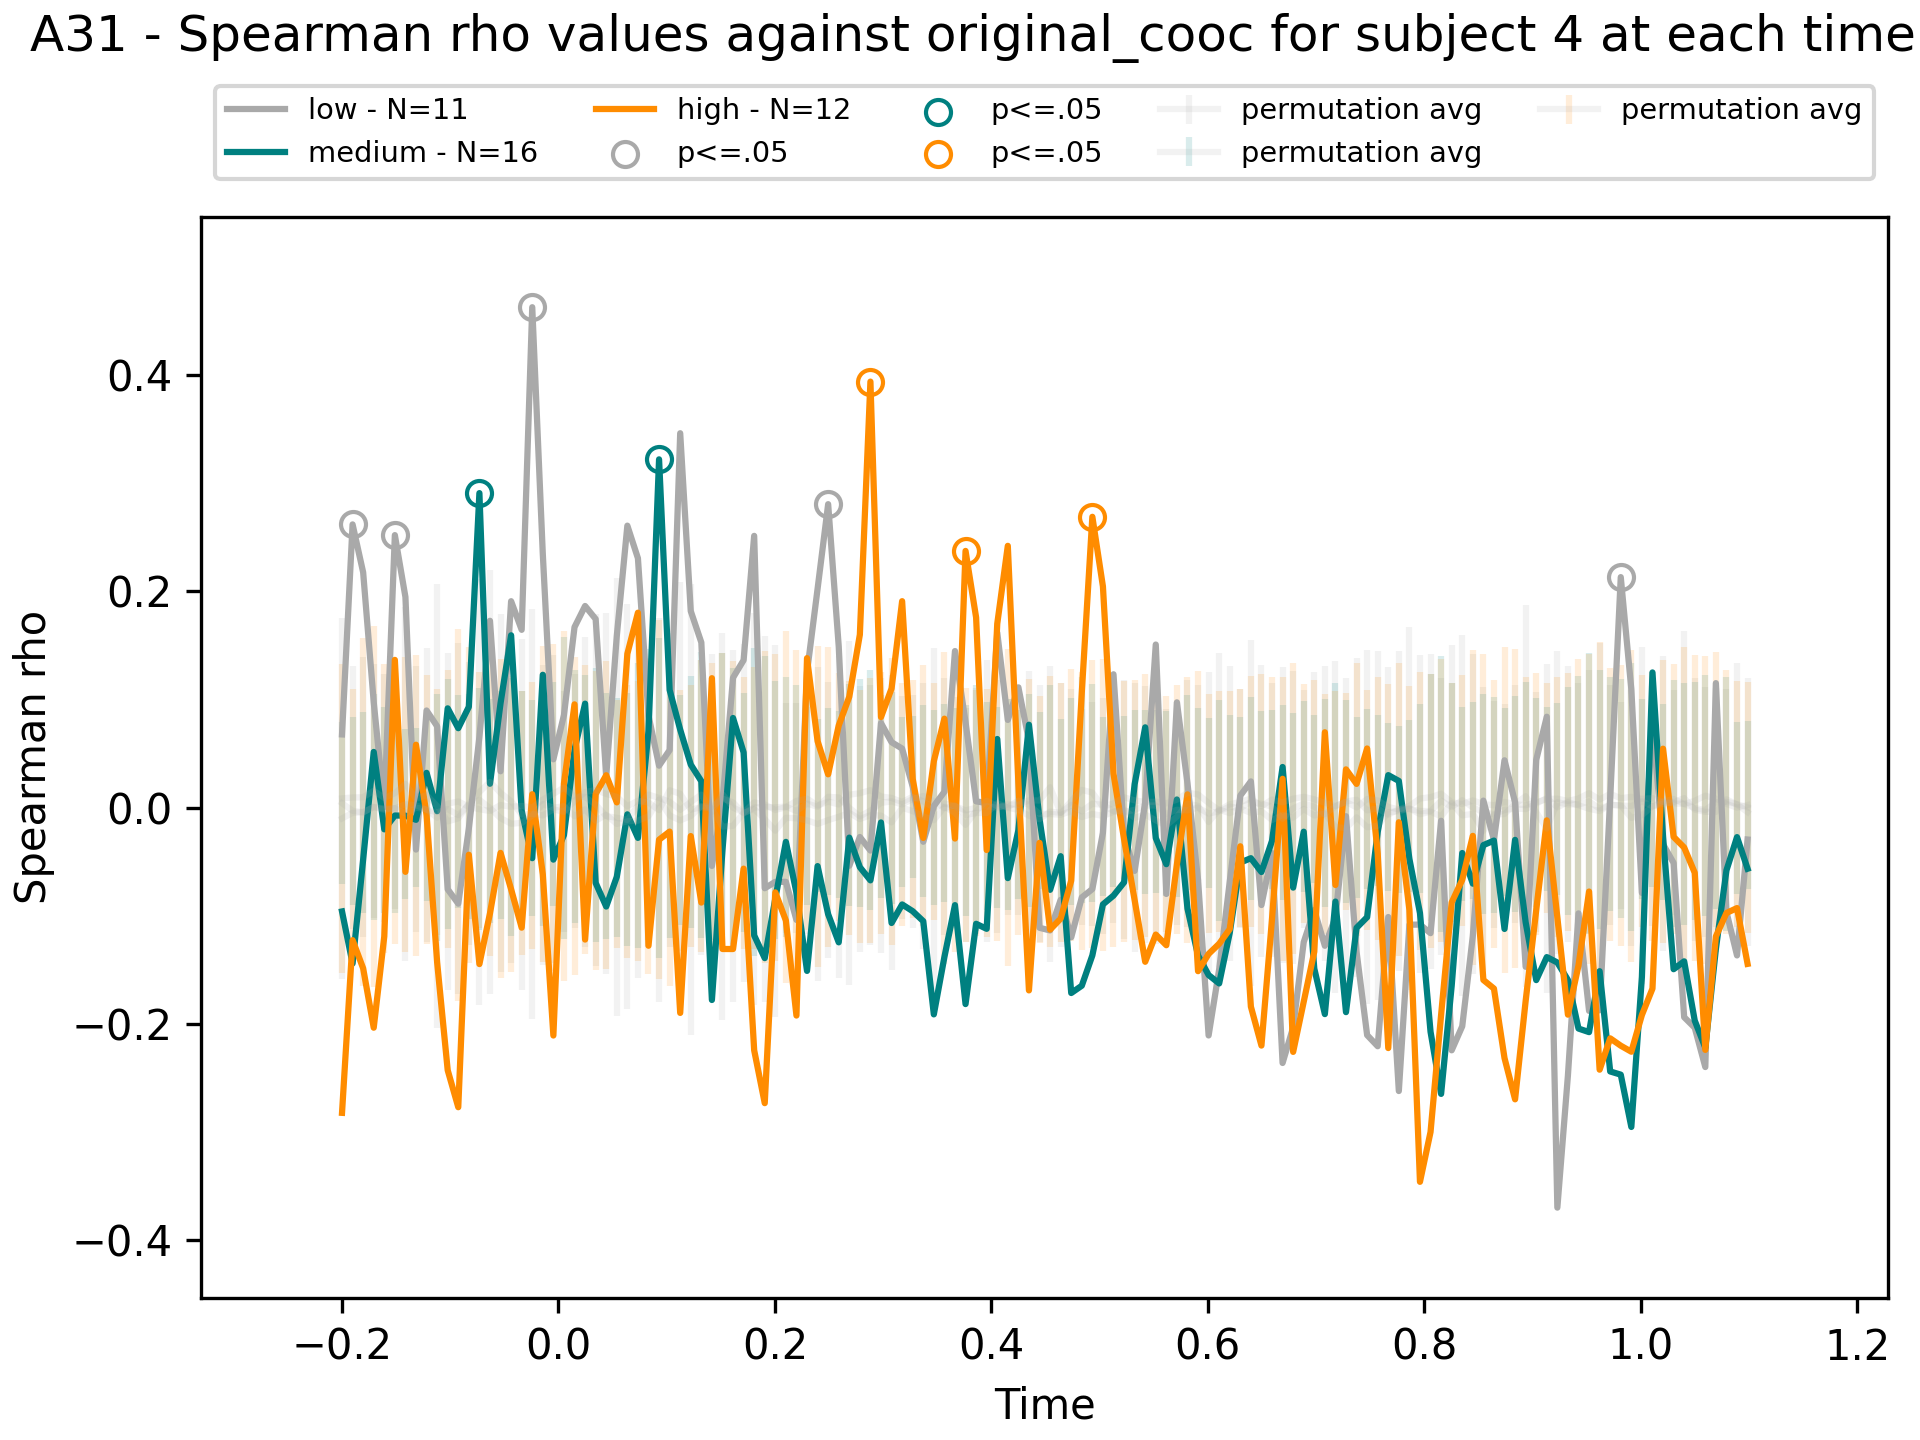 A31 - Spearman rho values against original_cooc for subject 4 at each time
low - N=11 high - N=12 p<=.05 permutation avg permutation avg
medium - N=16 p<=.05 p<=.05 permutation avg
Spearman rho
0.4
0.2
0.0
−0.2
−0.4
−0.2 0.0 0.2 0.4 0.6 0.8 1.0 1.2
Time